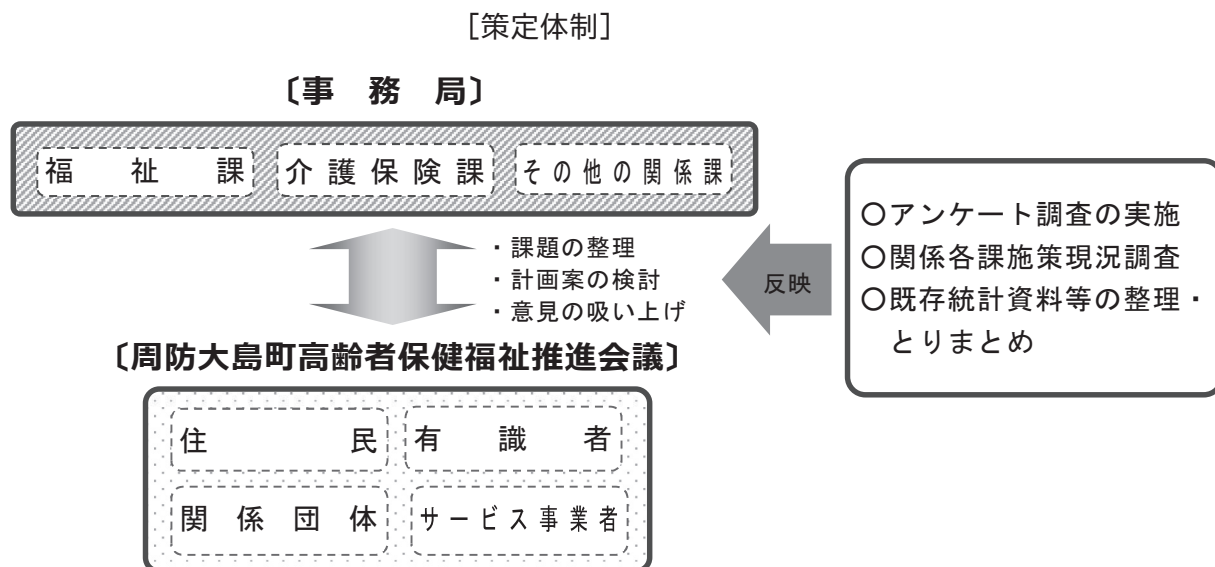 ［策定体制］
〔事　務　局〕
福　祉　課　介護保険課　その他の関係課
・課題の整理
・計画案の検討
・意見の吸い上げ
反映
〇アンケート調査の実施
〇関係各課施策現況調査
〇既存統計資料等の整理・
とりまとめ
〔周防大島町高齢者保健福祉推進会議〕
住　民　有　識　者
関係団体　サービス事業者